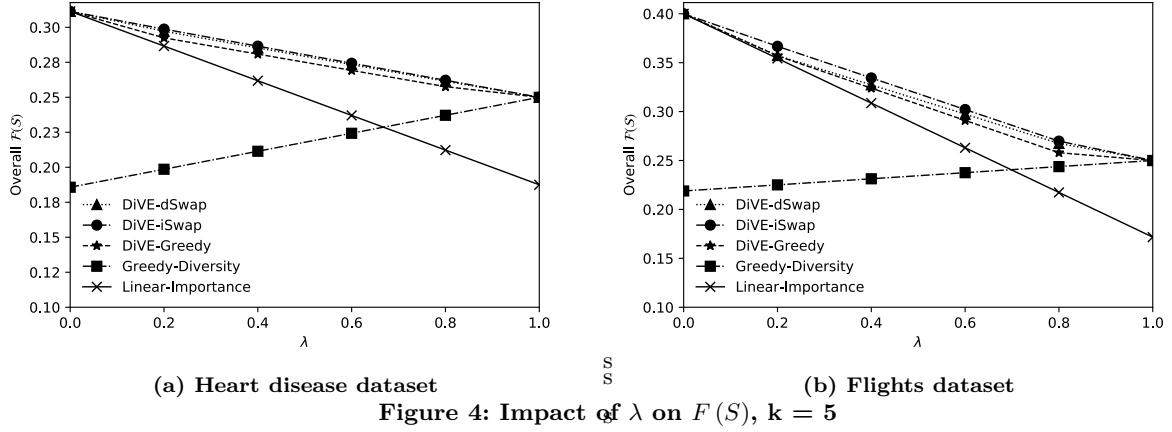 0.30
0.28
0.25
0.23
0.20
0.18
0.15
0.12
0.10
Overall F(S)
DiVE-dSwap
DiVE-iSwap
DiVE-Greedy
Greedy-Diversity
Linear-Importance
0.0 0.2 0.4 0.6 0.8 1.0
λ
(a) Heart disease dataset
0.40
0.35
0.30
0.25
0.20
0.15
0.10
Overall F(S)
DiVE-dSwap
DiVE-iSwap
DiVE-Greedy
Greedy-Diversity
Linear-Importance
0.0 0.2 0.4 0.6 0.8 1.0
λ
(b) Flights dataset
s
s
s
Figure 4: Impact of λ on F (S), k = 5